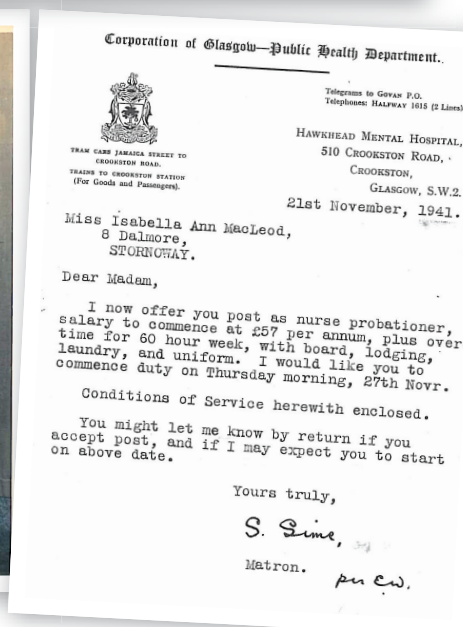 Corporation of Glasgow—Public Health Department.
Telegrams to GOVAN P.O.
Telephones: HALFWAY 1615 (2 Lines)
TRAM CARS JAMAICA STREET TO
CROOKSTON ROAD.
TRAINS TO CROOKSTON STATION
(For Goods and Passengers).
HAWKHEAD MENTAL HOSPITAL,
510 CROOKSTON ROAD,
CROOKSTON,
GLASGOW, S.W.2.
21st November, 1941.
Miss Isabella Ann MacLeod,
8 Dalmore,
STORNOWAY.
Dear Madam,
I now offer you post as nurse probationer,
salary to commence at £57 per annum, plus over
time for 60 hour week, with board, lodging,
laundry, and uniform. I would like you to
commence duty on Thursday morning, 27th Novr.
Conditions of Service herewith enclosed.
You might let me know by return if you
accept post, and if I may expect you to start
on above date.
Yours truly,
S. Sime,
Matron.
per E.W.